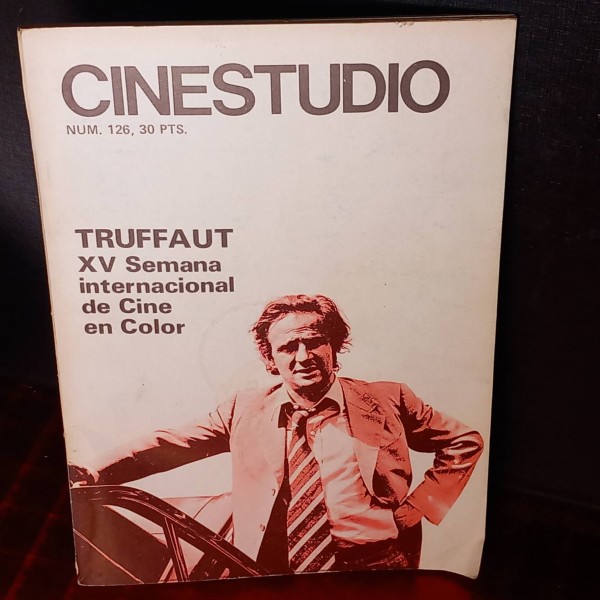 CINESTUDIO
NUM. 126, 30 PTS.
TRUFFAUT
XV Semana
internacional
de Cine
en Color